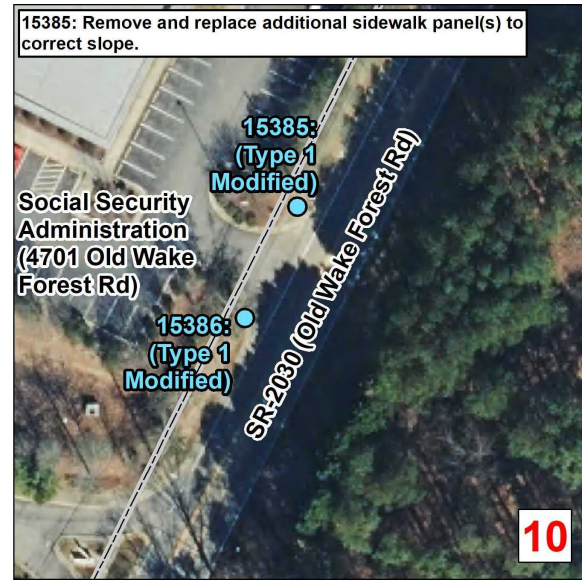 15385: Remove and replace additional sidewalk panel(s) to
correct slope.
15385:
(Type 1
Modified)
Social Security
Administration
(4701 Old Wake
Forest Rd)
SR-2030 (Old Wake Forest Rd)
15386:
(Type 1
Modified)
10